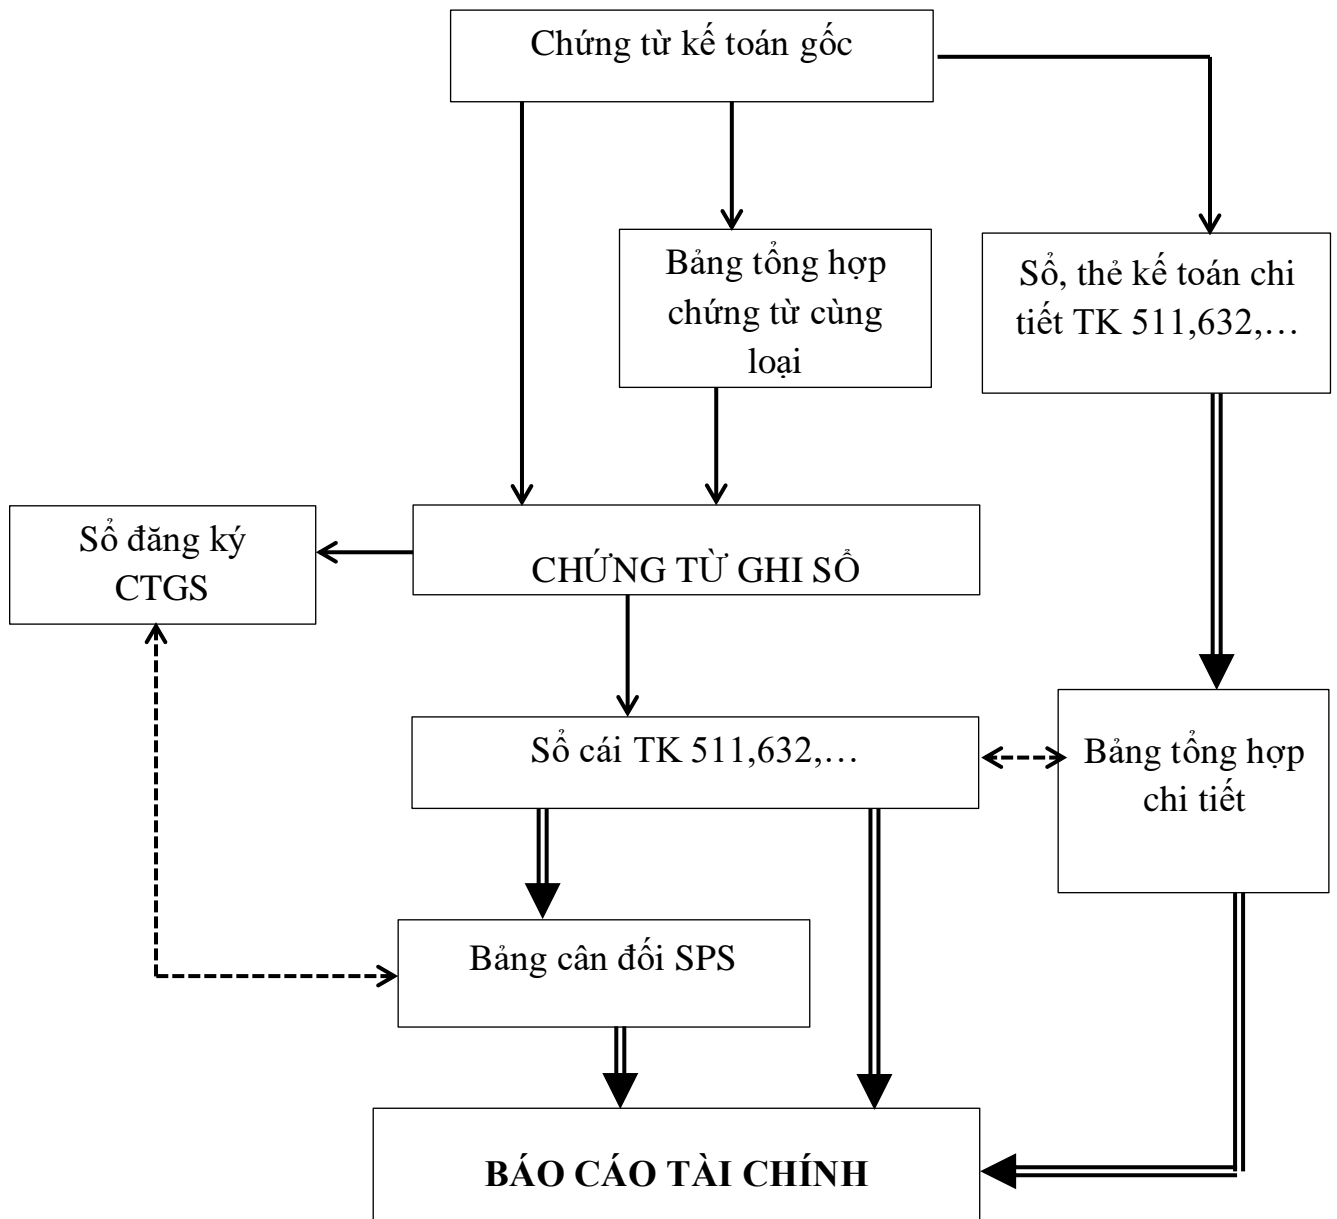 Chứng từ kế toán gốc
Bảng tổng hợp
chứng từ cùng
loại
Sổ, thẻ kế toán chi
tiết TK 511,632,…
Sổ đăng ký
CTGS
CHỨNG TỪ GHI SỔ
Sổ cái TK 511,632,…
Bảng tổng hợp
chi tiết
Bảng cân đối SPS
BÁO CÁO TÀI CHÍNH